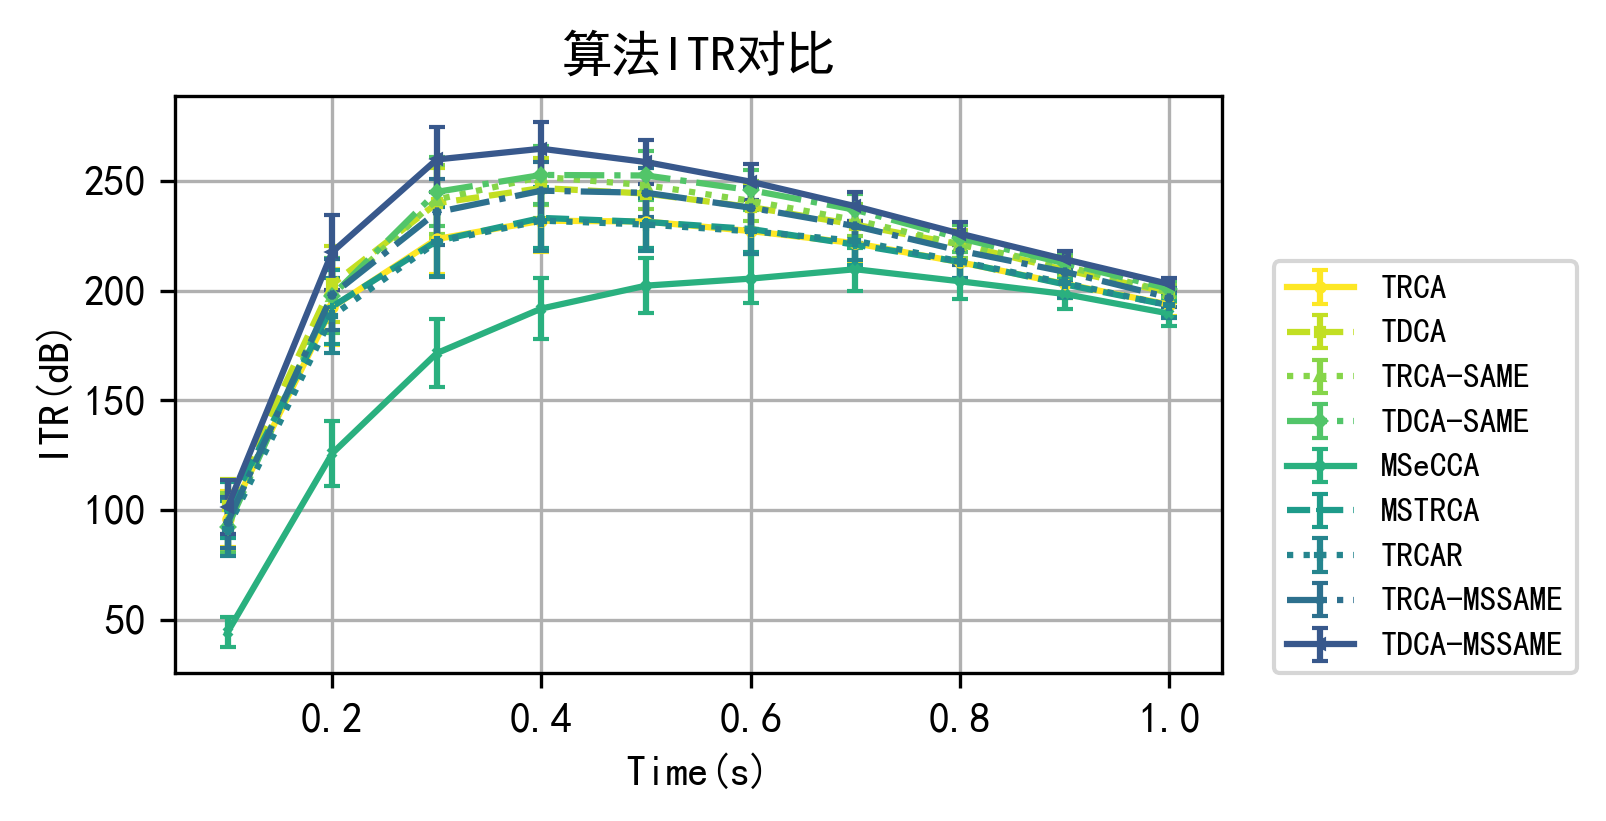 算法ITR对比
ITR(dB)
250
200
150
100
50
0.2 0.4 0.6 0.8 1.0
Time(s)
TRCA
TDCA
TRCA-SAME
TDCA-SAME
MSeCCA
MSTRCA
TRCAR
TRCA-MSSAME
TDCA-MSSAME